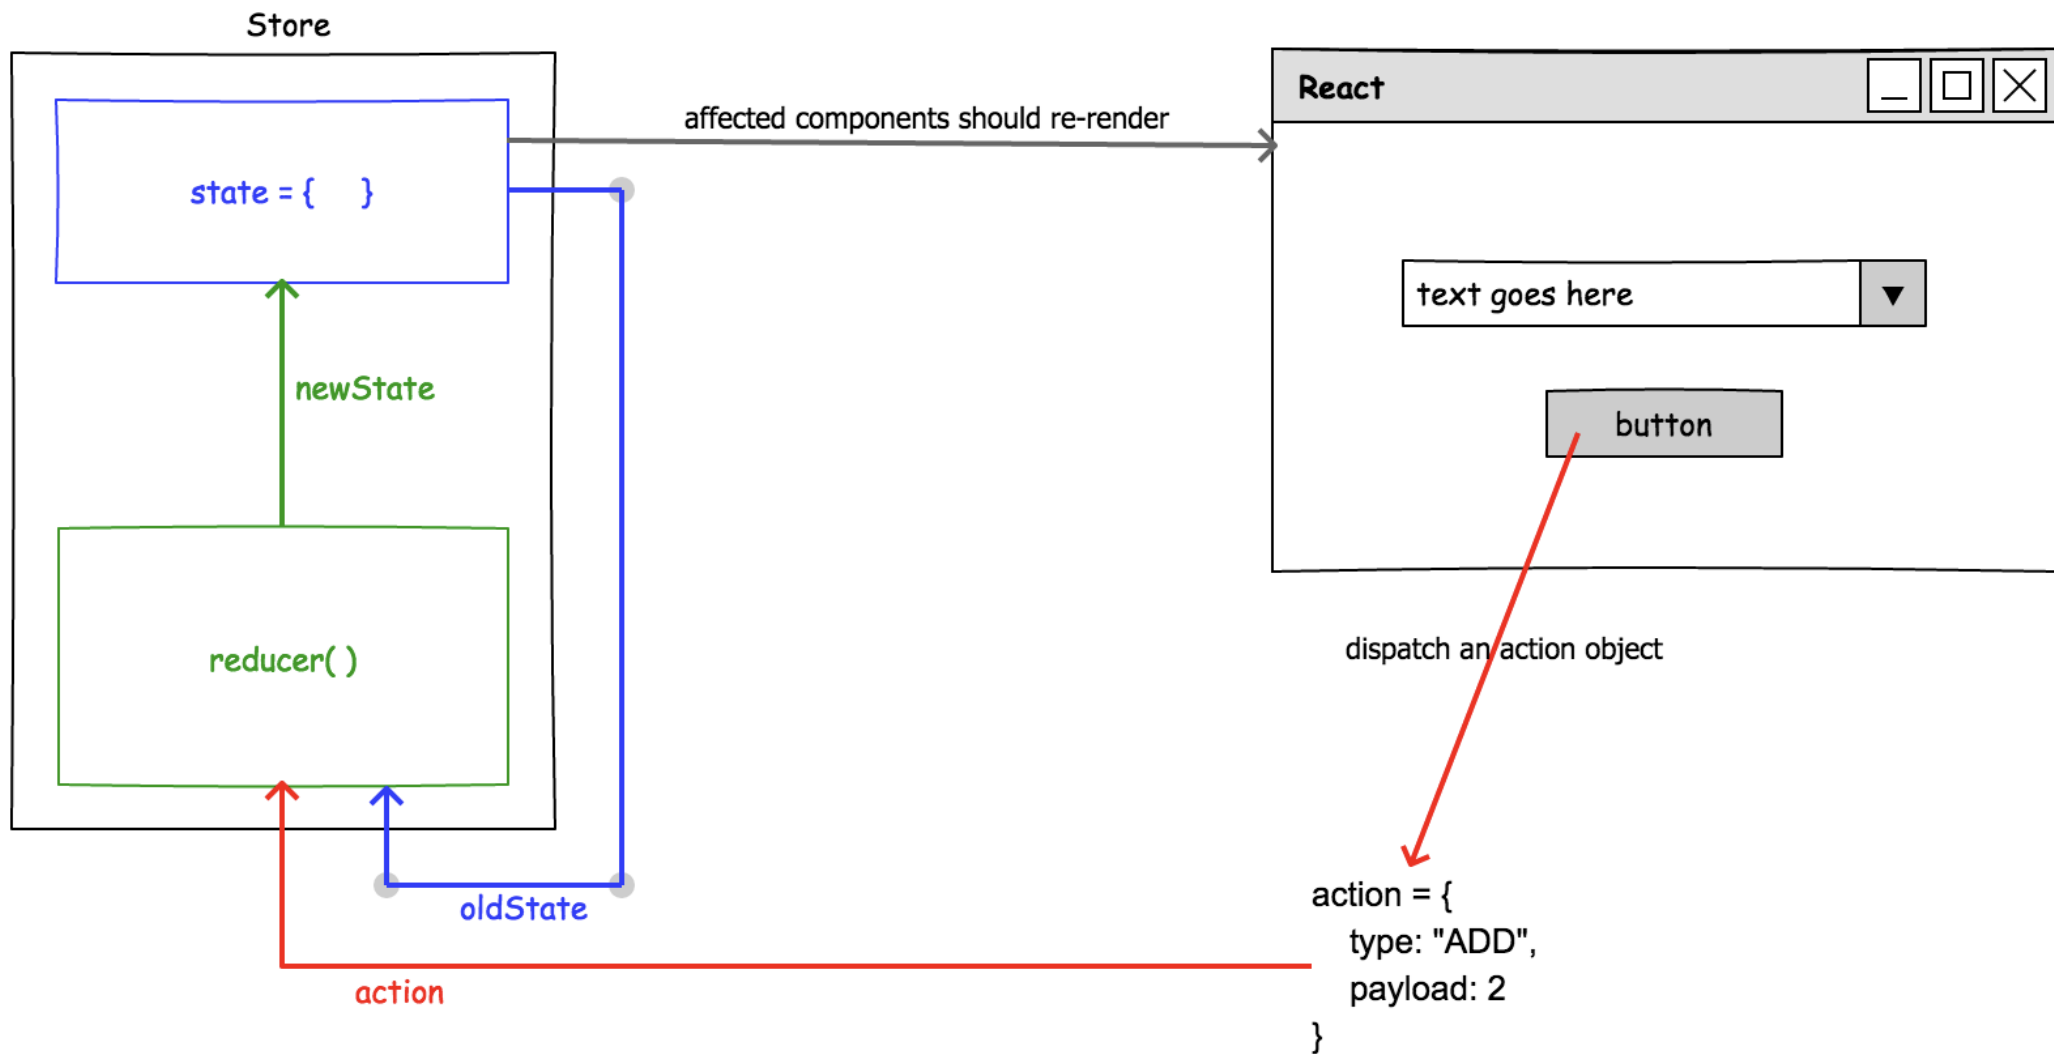 Store
state = {    }
newState
reducer( )
oldState
action
affected components should re-render
React
text goes here
button
dispatch an action object
action = {
    type: "ADD",
    payload: 2
}